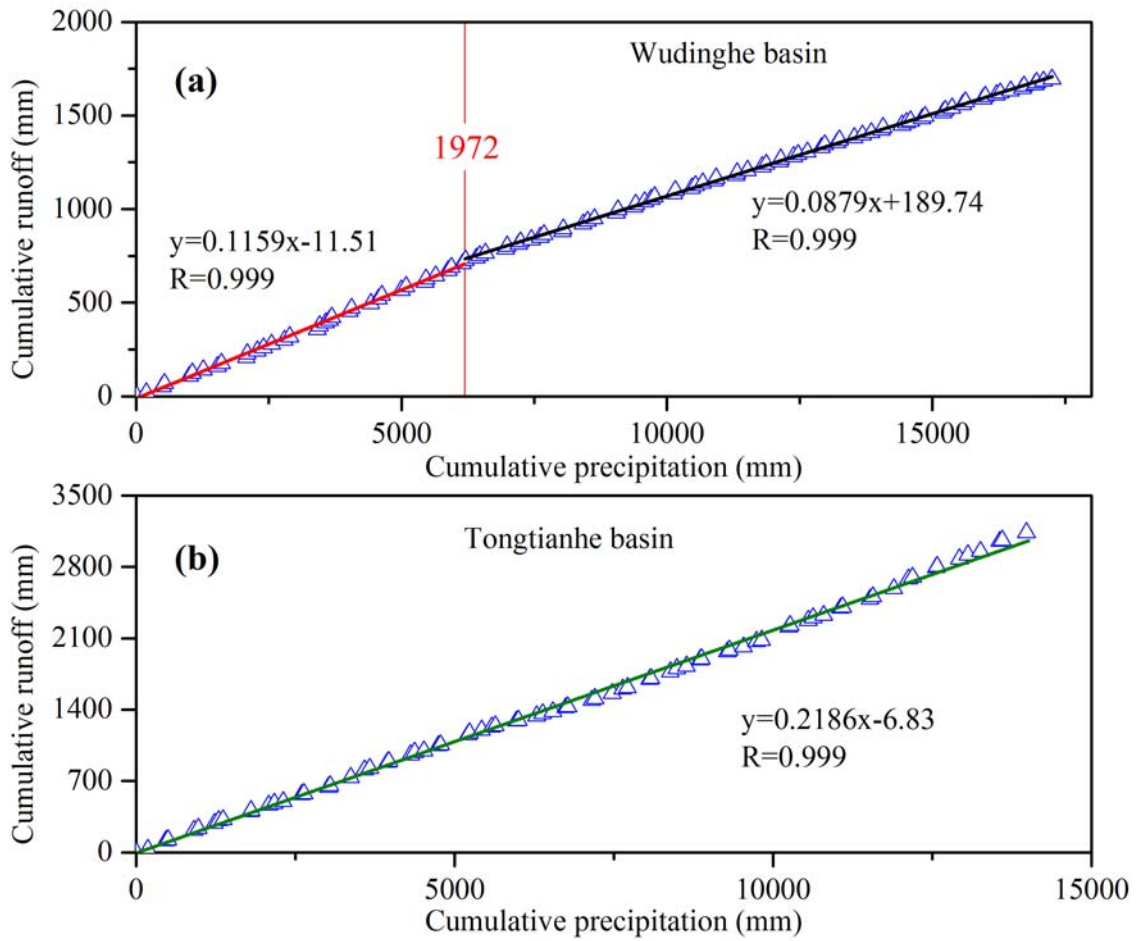 2000
1500
1000
500
0
Cumulative runoff (mm)
(a)
Wudinghe basin
1972
y=0.1159x-11.51
R=0.999
y=0.0879x+189.74
R=0.999
0
5000
10000
15000
Cumulative precipitation (mm)
3500
2800
2100
1400
700
0
Cumulative runoff (mm)
(b)
Tongtianhe basin
y=0.2186x-6.83
R=0.999
0
5000
10000
15000
Cumulative precipitation (mm)